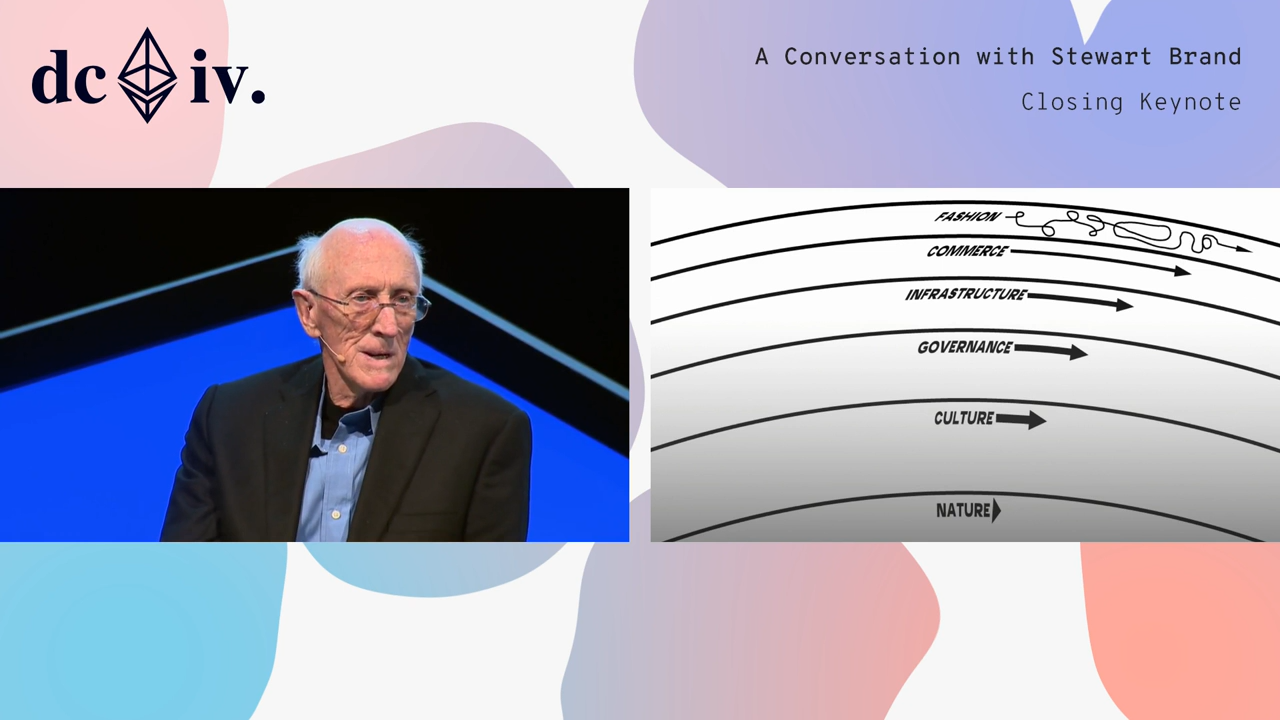 dc iv.
A Conversation with Stewart Brand
Closing Keynote
FASHION
COMMERCE
INFRASTRUCTURE
GOVERNANCE
CULTURE
NATURE